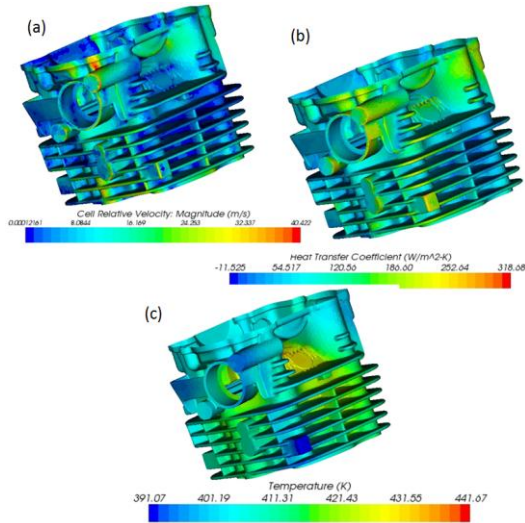 (a)
(b)
Cell Relative Velocity: Magnitude (m/s)
0.00012161 8.0844 16.169 24.253 32.337 40.422
Heat Transfer Coefficient (W/m^2-K)
-11.525 54.517 120.56 186.60 252.64 318.68
(c)
Temperature (K)
391.07 401.19 411.31 421.43 431.55 441.67